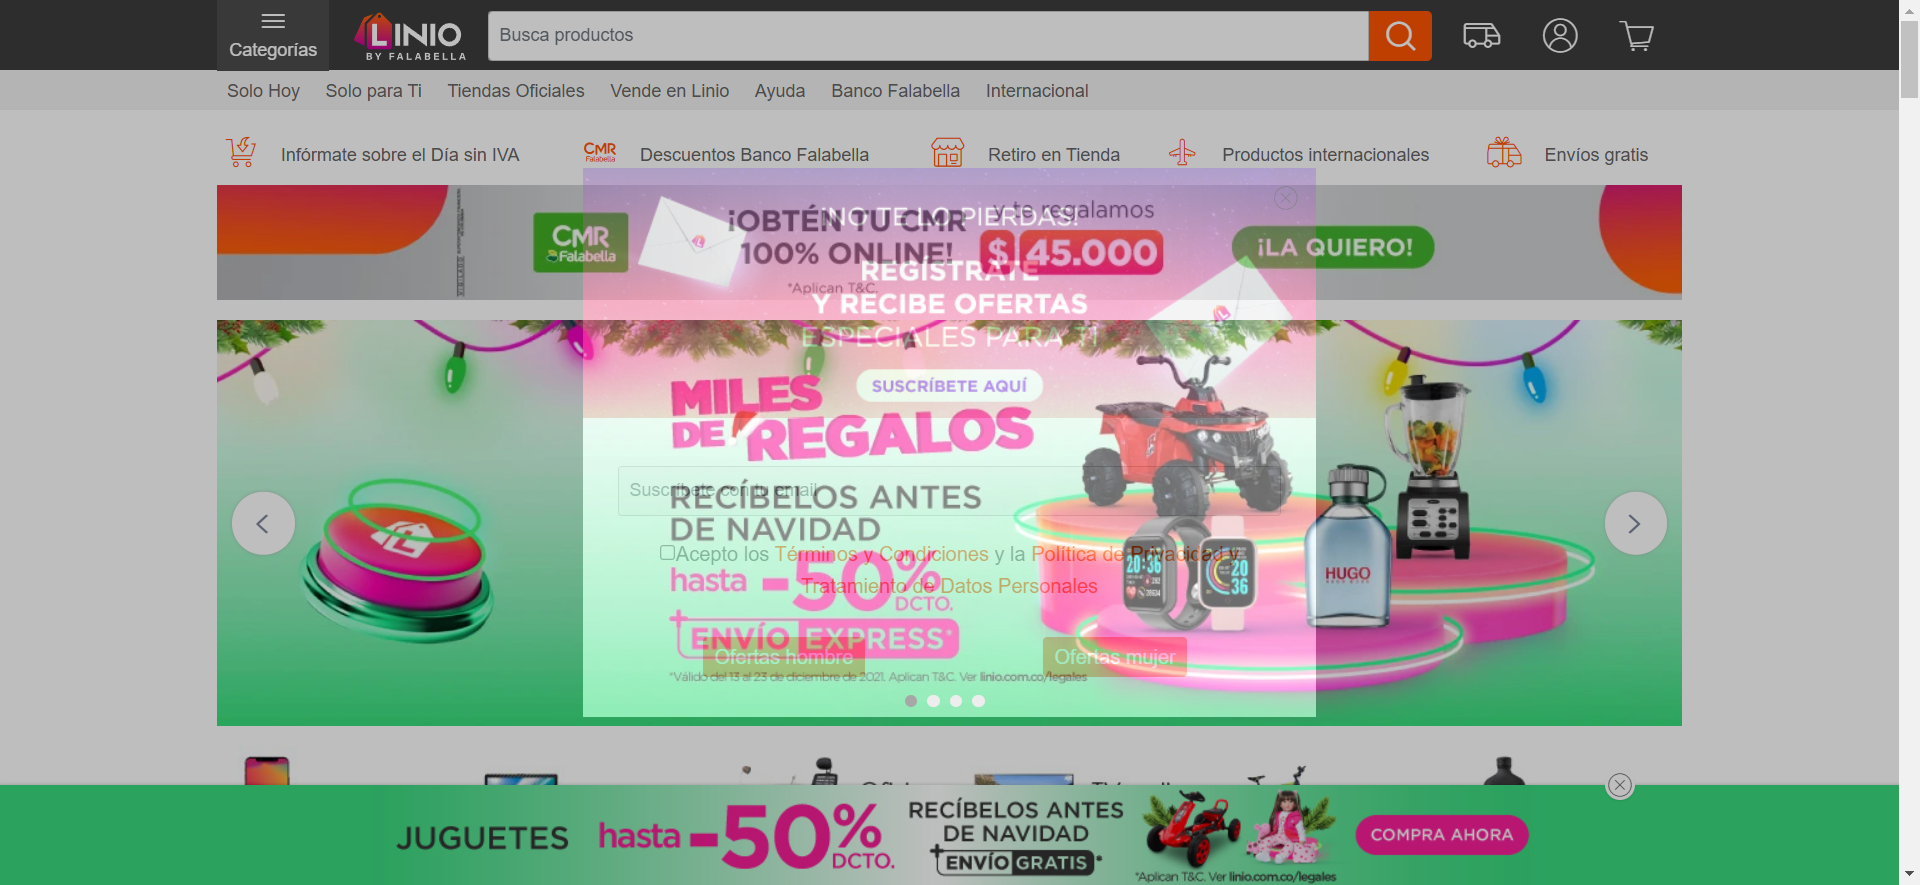 Categorías
LINIO
BY FALABELLA
Busca productos
Solo Hoy
Solo para Ti
Tiendas Oficiales
Vende en Linio
Ayuda
Banco Falabella
Internacional
Infórmate sobre el Día sin IVA
CMR
Falabella
Descuentos Banco Falabella
Retiro en Tienda
Productos internacionales
Envíos gratis
CMR
Falabella
¡OBTÉN TU CMR
100% ONLINE!
*Aplican T&C.
y te regalamos
$ 45.000
¡LA QUIERO!
¡NO TE LO PIERDAS!
REGÍSTRATE
Y RECIBE OFERTAS
ESPECIALES PARA TI
SUSCRÍBETE AQUÍ
Suscríbete con tu email
Acepto los Términos y Condiciones y la Política de Privacidad y
Tratamiento de Datos Personales
Ofertas hombre
Ofertas mujer
MILES
DE REGALOS
RECÍBELOS ANTES
DE NAVIDAD
hasta -50%
DCTO.
+ENVÍO EXPRESS*
*Válido del 13 al 23 de diciembre de 2021. Aplican T&C. Ver linio.com.co/legales
20:36
20
36
HUGO
JUGUETES
hasta -50%
DCTO.
RECÍBELOS ANTES
DE NAVIDAD
+ENVÍO GRATIS*
*Aplican T&C. Ver linio.com.co/legales
COMPRA AHORA